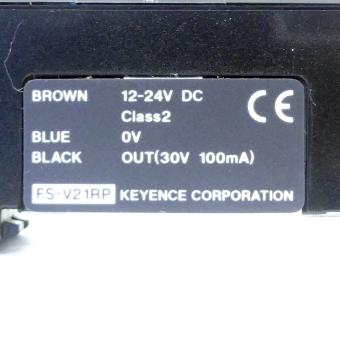 BROWN 12-24V DC
Class2
BLUE 0V
BLACK OUT(30V 100mA)
FS-V21RP KEYENCE CORPORATION
CE